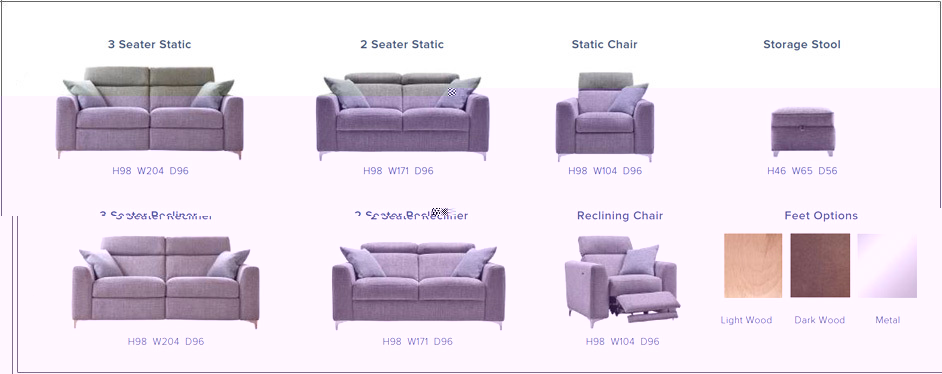 3 Seater Static
2 Seater Static
Static Chair
Storage Stool
H98 W204 D96
H98 W171 D96
H98 W104 D96
H46 W65 D56
3 Seater Recliner
2 Seater Recliner
Reclining Chair
Feet Options
Light Wood
Dark Wood
Metal
H98 W204 D96
H98 W171 D96
H98 W104 D96